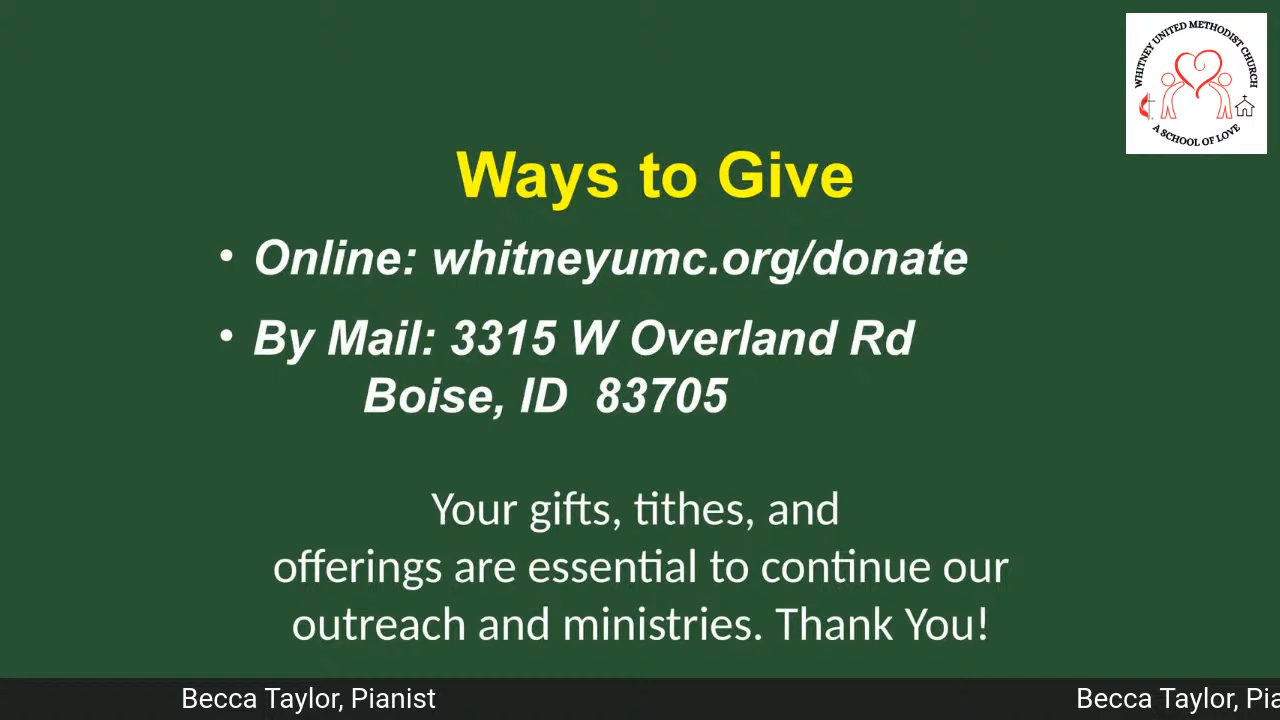 WHITNEY UNITED METHODIST CHURCH
A SCHOOL OF LOVE
Ways to Give
• Online: whitneyumc.org/donate
• By Mail: 3315 W Overland Rd
Boise, ID 83705
Your gifts, tithes, and
offerings are essential to continue our
outreach and ministries. Thank You!
Becca Taylor, Pianist Becca Taylor, Pia